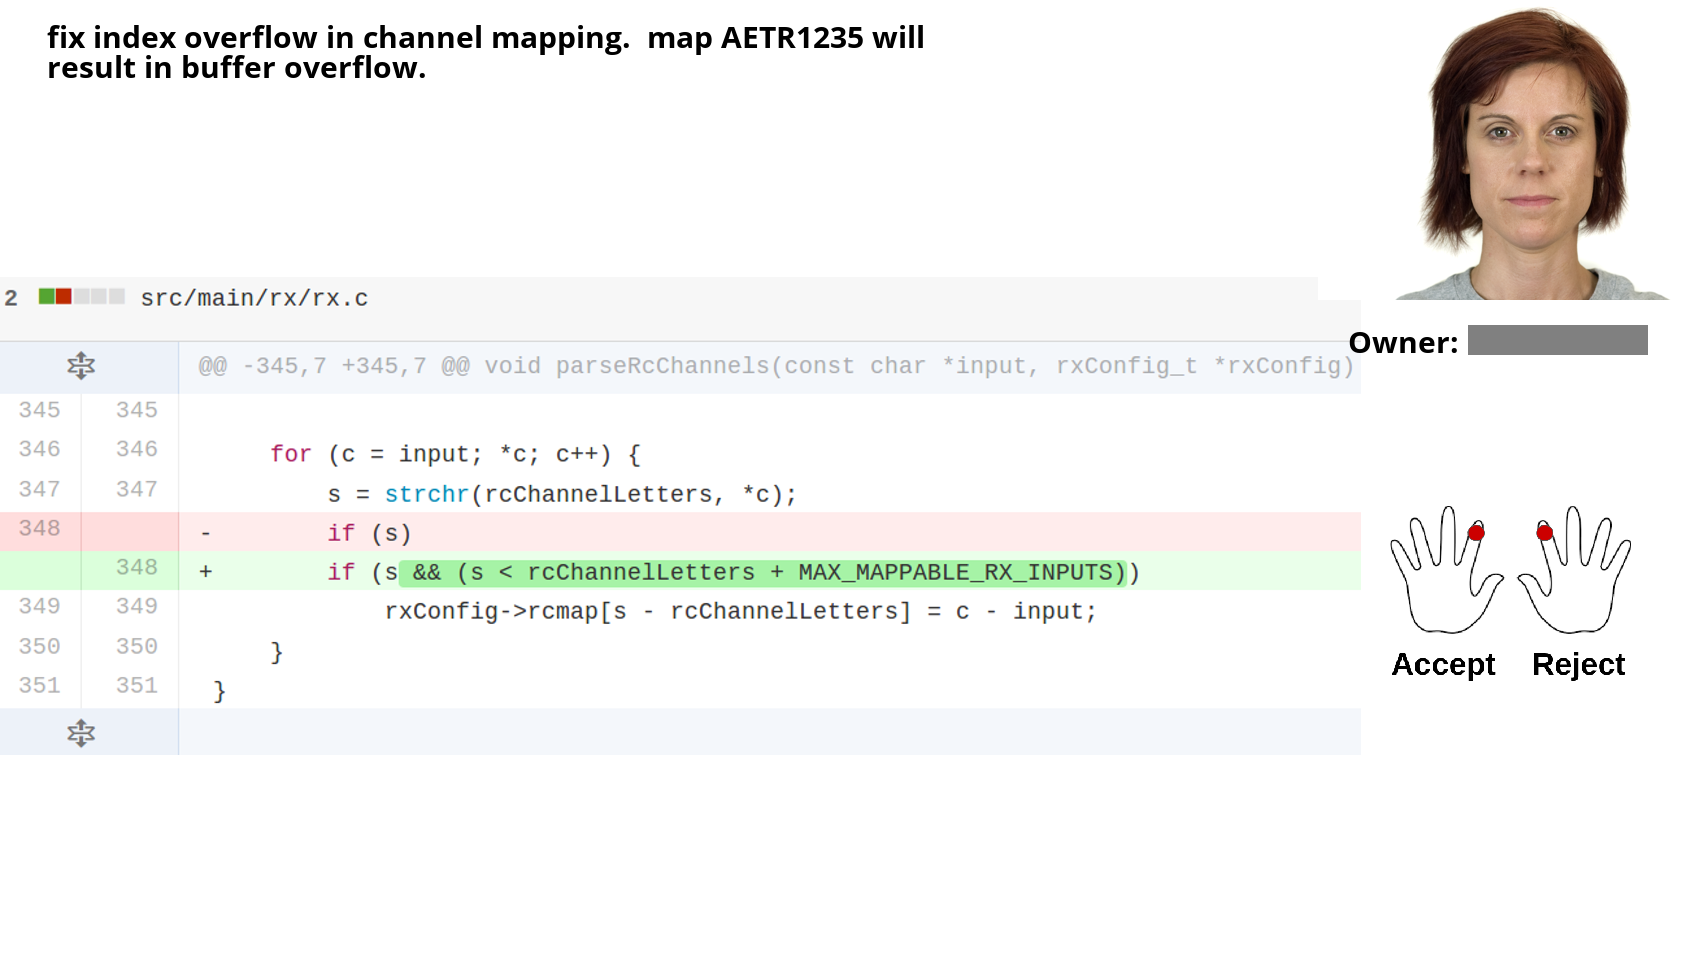 fix index overflow in channel mapping.  map AETR1235 will
result in buffer overflow.
2 src/main/rx/rx.c
@@ -345,7 +345,7 @@ void parseRcChannels(const char *input, rxConfig_t *rxConfig)
Owner:
345 345
346 346 for (c = input; *c; c++) {
347 347 s = strchr(rcChannelLetters, *c);
348 - if (s)
348 + if (s && (s < rcChannelLetters + MAX_MAPPABLE_RX_INPUTS))
349 349 rxConfig->rcmap[s - rcChannelLetters] = c - input;
350 350 }
351 351 }
Accept Reject